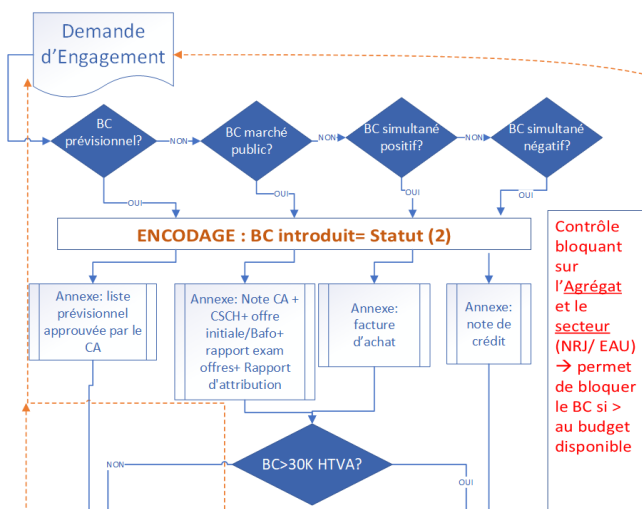 Demande
d'Engagement
BC
prévisionnel?
NON
BC marché
public?
NON
BC simultané
positif?
NON
BC simultané
négatif?
OUI
OUI
OUI
OUI
ENCODAGE : BC introduit= Statut (2)
Annexe: liste
prévisionnel
approuvée par le
CA
Annexe: Note CA +
CSCH+ offre
initiale/Bafo+
rapport exam
offres+ Rapport
d'attribution
Annexe:
facture
d'achat
Annexe:
note de
crédit
Contrôle
bloquant
sur
l'Agrégat
et le
secteur
(NRJ/ EAU)
→ permet
de bloquer
le BC si >
au budget
disponible
BC>30K HTVA?
NON
OUI